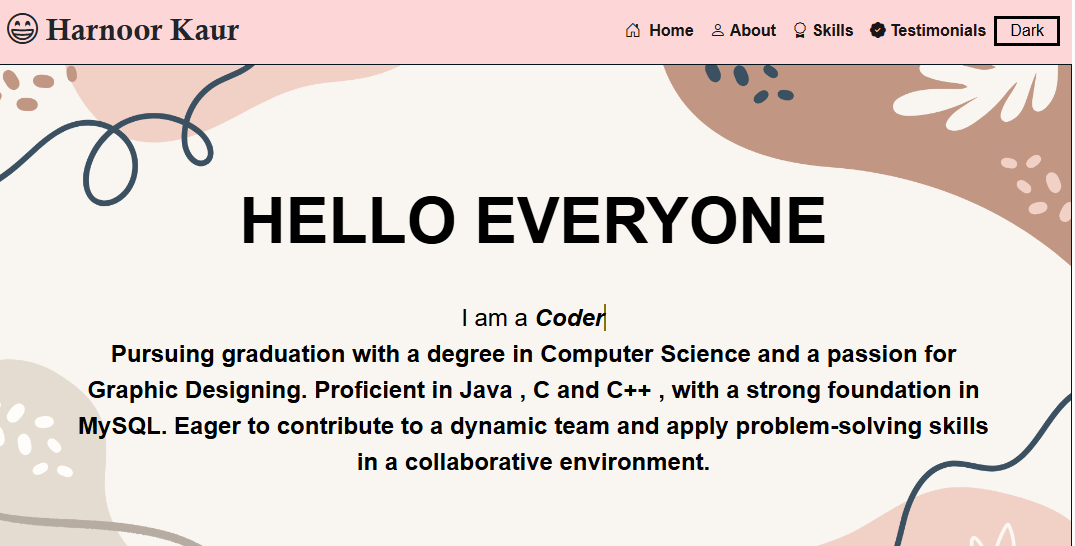 Harnoor Kaur
Home About Skills Testimonials Dark
HELLO EVERYONE
I am a Coder
Pursuing graduation with a degree in Computer Science and a passion for
Graphic Designing. Proficient in Java , C and C++ , with a strong foundation in
MySQL. Eager to contribute to a dynamic team and apply problem-solving skills
in a collaborative environment.